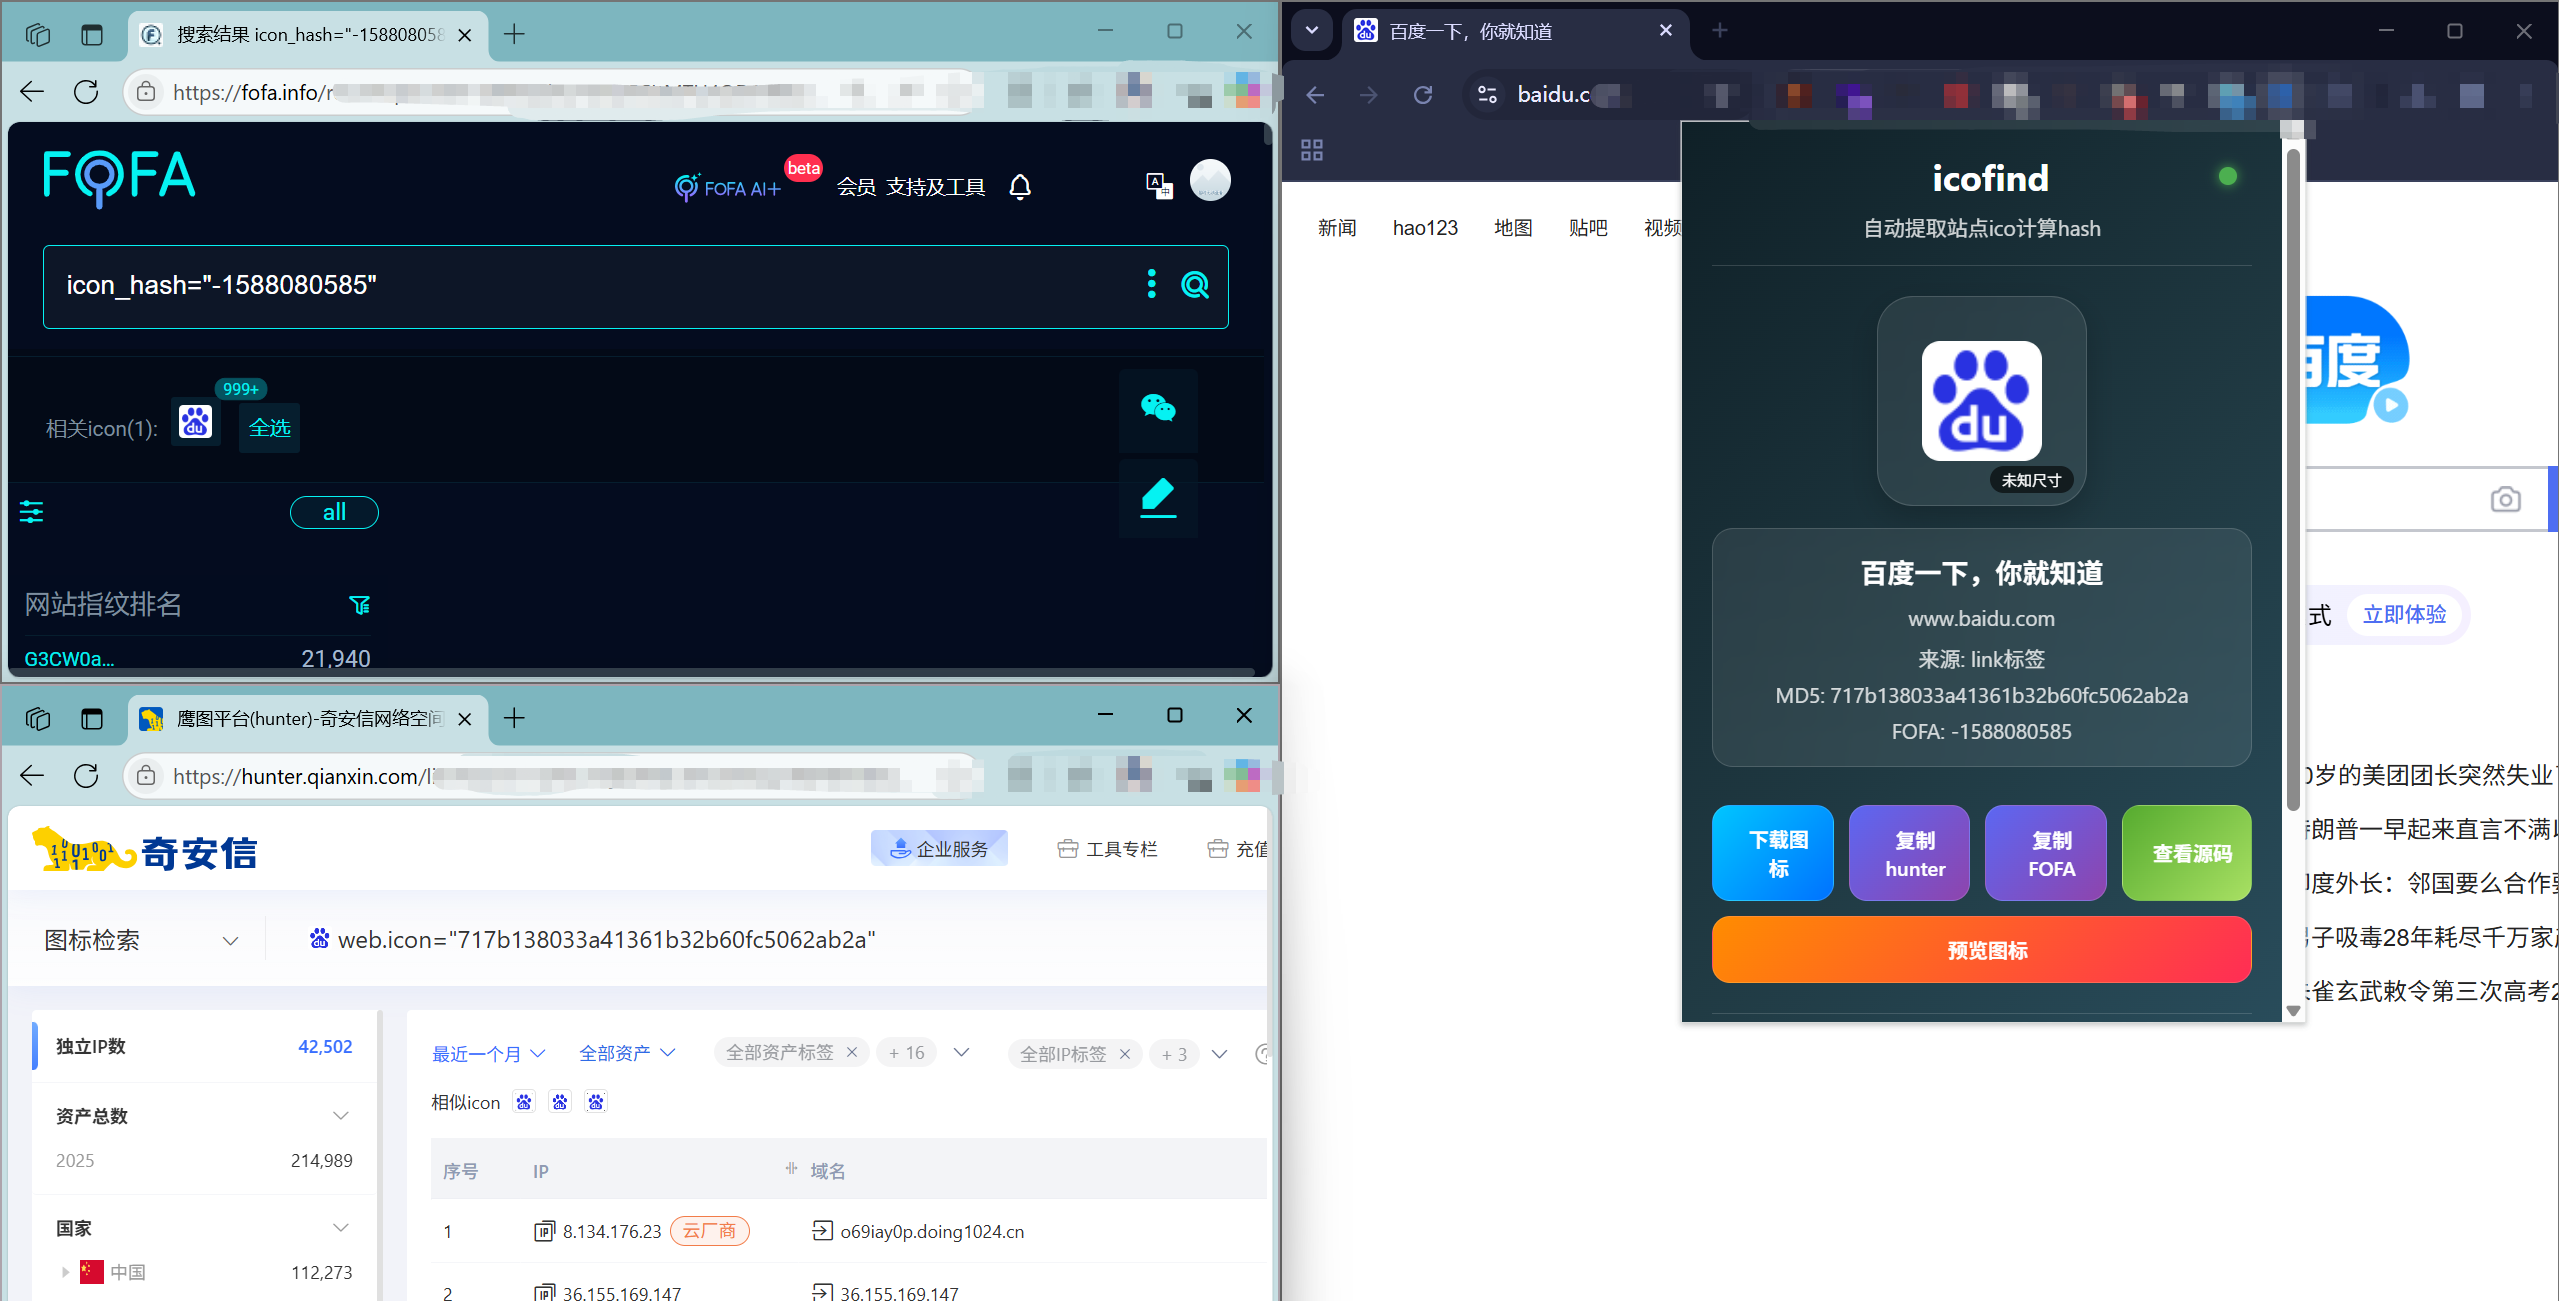 搜索结果 icon_hash="-158808058
https://fofa.info/r
FOFA
FOFA AI+
beta
会员
支持及工具
icon_hash="-1588080585"
相关icon(1):
999+
全选
all
网站指纹排名
G3CW0a...
21,940
鹰图平台(hunter)-奇安信网络空间
https://hunter.qianxin.com/li
奇安信
企业服务
工具专栏
充值
图标检索
web.icon="717b138033a41361b32b60fc5062ab2a"
独立IP数
42,502
资产总数
2025
214,989
国家
中国
112,273
最近一个月
全部资产
全部资产标签
+ 16
全部IP标签
+ 3
相似icon
序号
IP
域名
1
8.134.176.23
云厂商
o69iay0p.doing1024.cn
2
36.155.169.147
36.155.169.147
百度一下，你就知道
baidu.c
新闻
hao123
地图
贴吧
视频
icofind
自动提取站点ico计算hash
du
未知尺寸
百度一下，你就知道
www.baidu.com
来源: link标签
MD5: 717b138033a41361b32b60fc5062ab2a
FOFA: -1588080585
下载图标
复制hunter
复制FOFA
查看源码
预览图标
百度
式
立即体验
0岁的美团团长突然失业
朗普一早起来直言不满
度外长：邻国要么合作
子吸毒28年耗尽千万家
雀玄武敕令第三次高考